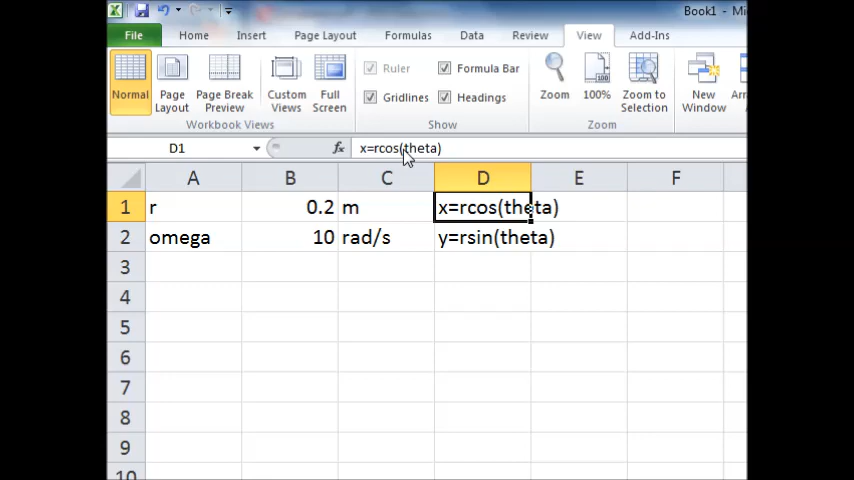 Book1 - Mi
File Home Insert Page Layout Formulas Data Review View Add-Ins
Normal
Page Layout
Page Break Preview
Custom Views
Full Screen
Ruler Formula Bar
Gridlines Headings
Zoom
100%
Zoom to Selection
New Window
Arr
Workbook Views Show Zoom
D1 fx x=rcos(theta)
A B C D E F
1 r 0.2 m x=rcos(theta)
2 omega 10 rad/s y=rsin(theta)
3
4
5
6
7
8
9
10